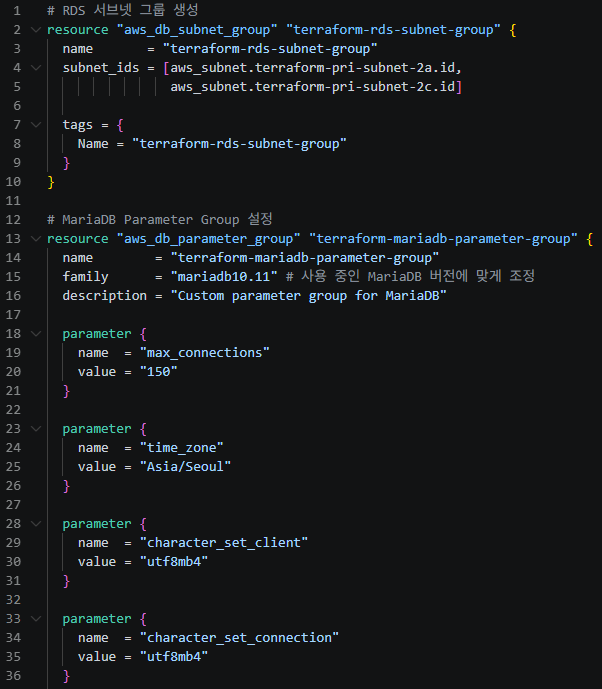 1 # RDS 서브넷 그룹 생성
2 resource "aws_db_subnet_group" "terraform-rds-subnet-group" {
3   name       = "terraform-rds-subnet-group"
4   subnet_ids = [aws_subnet.terraform-pri-subnet-2a.id,
5                 aws_subnet.terraform-pri-subnet-2c.id]
6
7   tags = {
8     Name = "terraform-rds-subnet-group"
9   }
10 }
11
12 # MariaDB Parameter Group 설정
13 resource "aws_db_parameter_group" "terraform-mariadb-parameter-group" {
14   name        = "terraform-mariadb-parameter-group"
15   family      = "mariadb10.11" # 사용 중인 MariaDB 버전에 맞게 조정
16   description = "Custom parameter group for MariaDB"
17
18   parameter {
19     name  = "max_connections"
20     value = "150"
21   }
22
23   parameter {
24     name  = "time_zone"
25     value = "Asia/Seoul"
26   }
27
28   parameter {
29     name  = "character_set_client"
30     value = "utf8mb4"
31   }
32
33   parameter {
34     name  = "character_set_connection"
35     value = "utf8mb4"
36   }